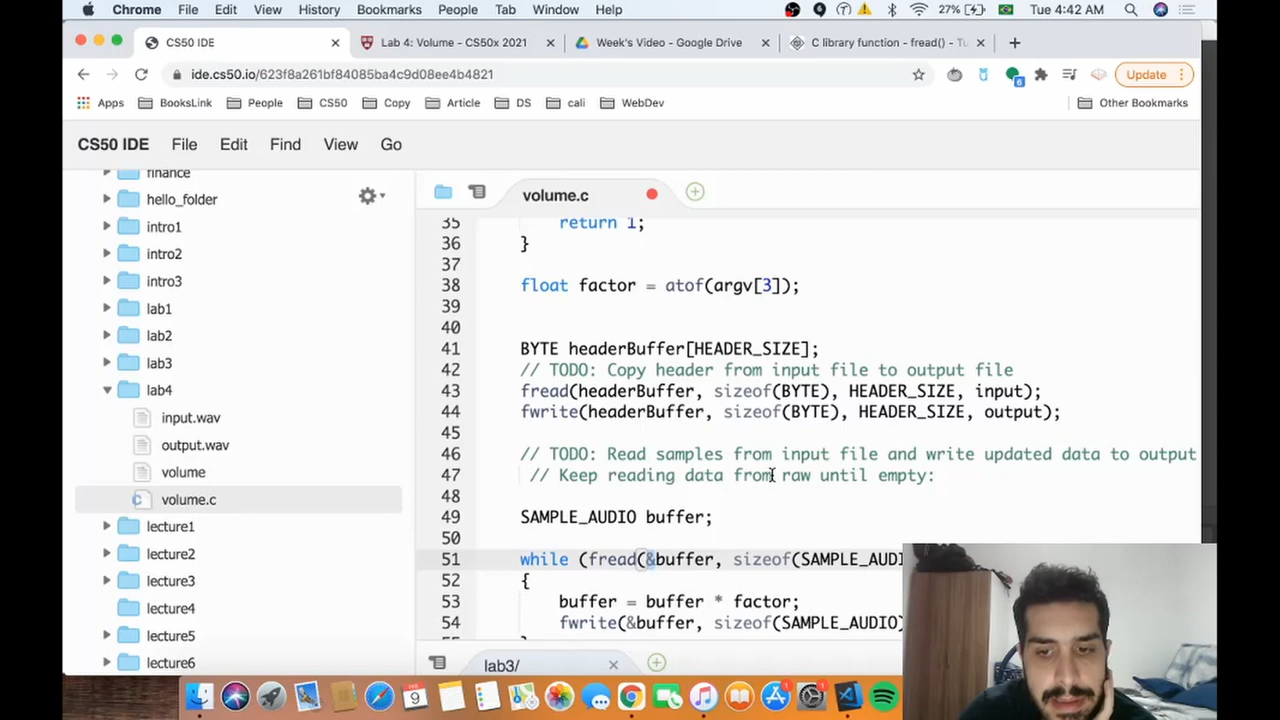 Chrome File Edit View History Bookmarks People Tab Window Help 27% Tue 4:42 AM
CS50 IDE Lab 4: Volume - CS50x 2021 Week's Video - Google Drive C library function - fread() - Tu
ide.cs50.io/623f8a261bf84085ba4c9d08ee4b4821 6 Update
Apps BooksLink People CS50 Copy Article DS cali WebDev Other Bookmarks
CS50 IDE File Edit Find View Go
finance
hello_folder
intro1
intro2
intro3
lab1
lab2
lab3
lab4
input.wav
output.wav
volume
volume.c
lecture1
lecture2
lecture3
lecture4
lecture5
lecture6
volume.c
35 return 1;
36 }
37
38 float factor = atof(argv[3]);
39
40
41 BYTE headerBuffer[HEADER_SIZE];
42 // TODO: Copy header from input file to output file
43 fread(headerBuffer, sizeof(BYTE), HEADER_SIZE, input);
44 fwrite(headerBuffer, sizeof(BYTE), HEADER_SIZE, output);
45
46 // TODO: Read samples from input file and write updated data to output
47 // Keep reading data from raw until empty:
48
49 SAMPLE_AUDIO buffer;
50
51 while (fread(&buffer, sizeof(SAMPLE_AUDI
52 {
53 buffer = buffer * factor;
54 fwrite(&buffer, sizeof(SAMPLE_AUDIO)
lab3/
9